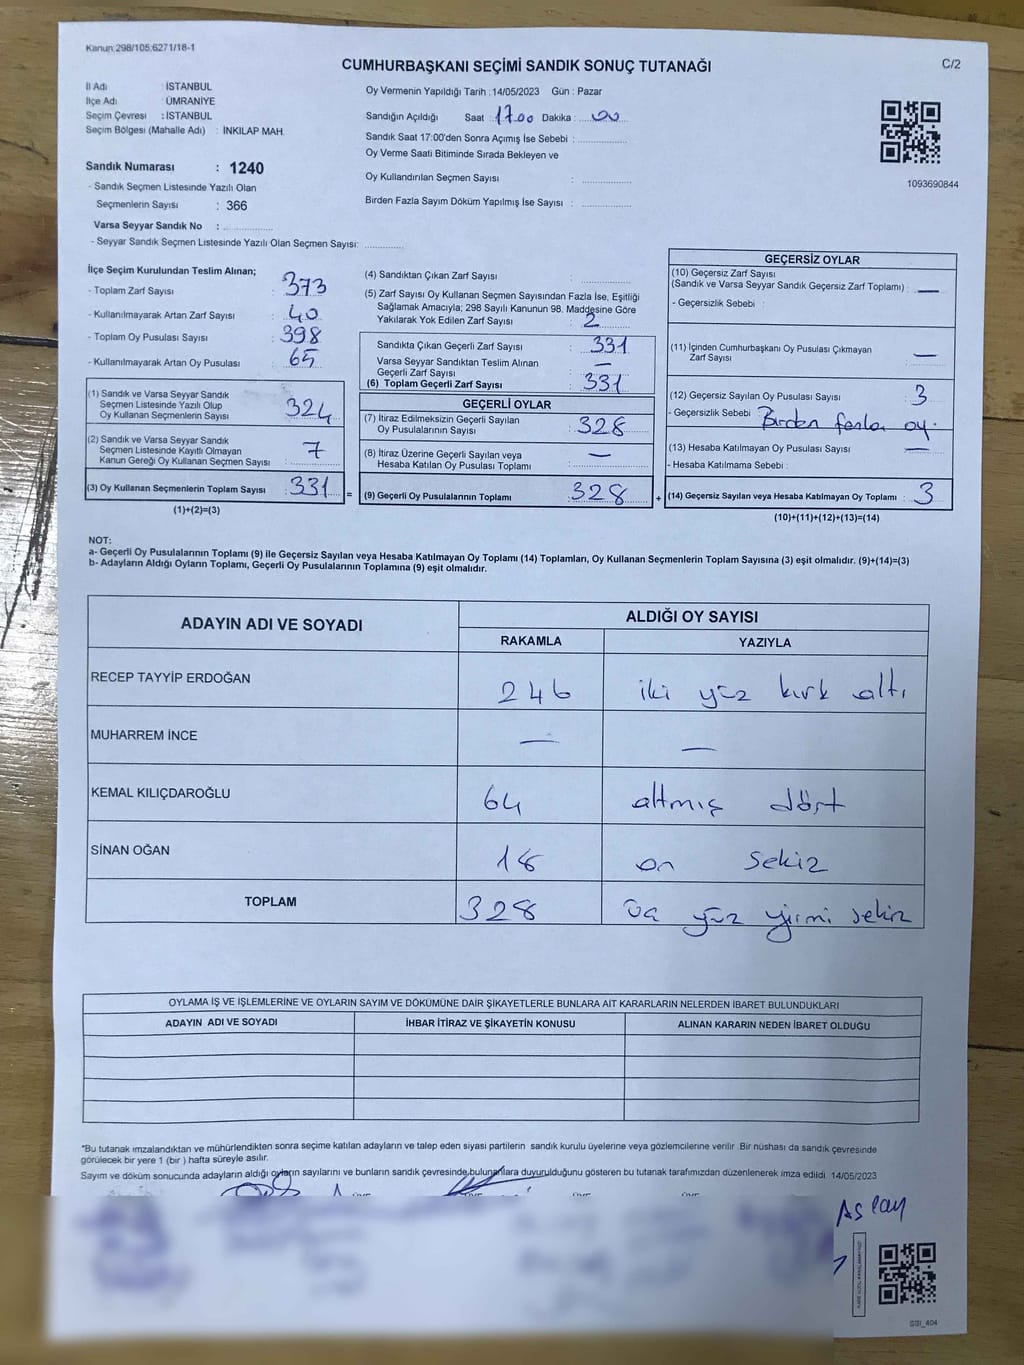 Kanun:298/105:6271/18-1
CUMHURBAŞKANI SEÇİMİ SANDIK SONUÇ TUTANAĞI
C/2
İl Adı : İSTANBUL
İlçe Adı : ÜMRANİYE
Seçim Çevresi : İSTANBUL
Seçim Bölgesi (Mahalle Adı) : İNKILAP MAH.
Sandık Numarası : 1240
- Sandık Seçmen Listesinde Yazılı Olan
Seçmenlerin Sayısı : 366
Varsa Seyyar Sandık No :
- Seyyar Sandık Seçmen Listesinde Yazılı Olan Seçmen Sayısı:
Oy Vermenin Yapıldığı Tarih :14/05/2023 Gün : Pazar
Sandığın Açıldığı Saat : 17.00 Dakika : 00
Sandık Saat 17:00'den Sonra Açımış İse Sebebi :
Oy Verme Saati Bitiminde Sırada Bekleyen ve
Oy Kullandırılan Seçmen Sayısı :
Birden Fazla Sayım Döküm Yapılmış İse Sayısı :
1093690844
İlçe Seçim Kurulundan Teslim Alınan;
- Toplam Zarf Sayısı : 373
- Kullanılmayarak Artan Zarf Sayısı : 40
- Toplam Oy Pusulası Sayısı : 398
- Kullanılmayarak Artan Oy Pusulası : 65
(1) Sandık ve Varsa Seyyar Sandık
Seçmen Listesinde Yazılı Olup
Oy Kullanan Seçmenlerin Sayısı : 324
(2) Sandık ve Varsa Seyyar Sandık
Seçmen Listesinde Kayıtlı Olmayan
Kanun Gereği Oy Kullanan Seçmen Sayısı : 7
(3) Oy Kullanan Seçmenlerin Toplam Sayısı : 331 =
(1)+(2)=(3)
(4) Sandıktan Çıkan Zarf Sayısı :
(5) Zarf Sayısı Oy Kullanan Seçmen Sayısından Fazla İse, Eşitliği
Sağlamak Amacıyla; 298 Sayılı Kanunun 98. Maddesine Göre
Yakılarak Yok Edilen Zarf Sayısı : 2
Sandıkta Çıkan Geçerli Zarf Sayısı : 331
Varsa Seyyar Sandıktan Teslim Alınan
Geçerli Zarf Sayısı : —
(6) Toplam Geçerli Zarf Sayısı : 331
GEÇERLİ OYLAR
(7) İtiraz Edilmeksizin Geçerli Sayılan
Oy Pusulalarının Sayısı : 328
(8) İtiraz Üzerine Geçerli Sayılan veya
Hesaba Katılan Oy Pusulası Toplamı : —
(9) Geçerli Oy Pusulalarının Toplamı : 328 +
GEÇERSİZ OYLAR
(10) Geçersiz Zarf Sayısı
(Sandık ve Varsa Seyyar Sandık Geçersiz Zarf Toplamı) : —
- Geçersizlik Sebebi :
(11) İçinden Cumhurbaşkanı Oy Pusulası Çıkmayan
Zarf Sayısı : —
(12) Geçersiz Sayılan Oy Pusulası Sayısı : 3
- Geçersizlik Sebebi : Birden fazla oy.
(13) Hesaba Katılmayan Oy Pusulası Sayısı : —
- Hesaba Katılmama Sebebi :
(14) Geçersiz Sayılan veya Hesaba Katılmayan Oy Toplamı : 3
(10)+(11)+(12)+(13)=(14)
NOT:
a- Geçerli Oy Pusulalarının Toplamı (9) ile Geçersiz Sayılan veya Hesaba Katılmayan Oy Toplamı (14) Toplamları, Oy Kullanan Seçmenlerin Toplam Sayısına (3) eşit olmalıdır. (9)+(14)=(3)
b- Adayların Aldığı Oyların Toplamı, Geçerli Oy Pusulalarının Toplamına (9) eşit olmalıdır.
ADAYIN ADI VE SOYADI ALDIĞI OY SAYISI
RAKAMLA YAZIYLA
RECEP TAYYİP ERDOĞAN 246 iki yüz kırk altı
MUHARREM İNCE — —
KEMAL KILIÇDAROĞLU 64 altmış dört
SİNAN OĞAN 18 on sekiz
TOPLAM 328 üç yüz yirmi sekiz
OYLAMA İŞ VE İŞLEMLERİNE VE OYLARIN SAYIM VE DÖKÜMÜNE DAİR ŞİKAYETLERLE BUNLARA AİT KARARLARIN NELERDEN İBARET BULUNDUKLARI
ADAYIN ADI VE SOYADI İHBAR İTİRAZ VE ŞİKAYETİN KONUSU ALINAN KARARIN NEDEN İBARET OLDUĞU
*Bu tutanak imzalandıktan ve mühürlendikten sonra seçime katılan adayların ve talep eden siyasi partilerin sandık kurulu üyelerine veya gözlemcilerine verilir. Bir nüshası da sandık çevresinde
görülecek bir yere 1 (bir ) hafta süreyle asılır.
Sayım ve döküm sonucunda adayların aldığı oyların sayılarını ve bunların sandık çevresinde bulunanlara duyurulduğunu gösteren bu tutanak tarafımızdan düzenlenerek imza edildi. 14/05/2023
Aslay
SSI_404